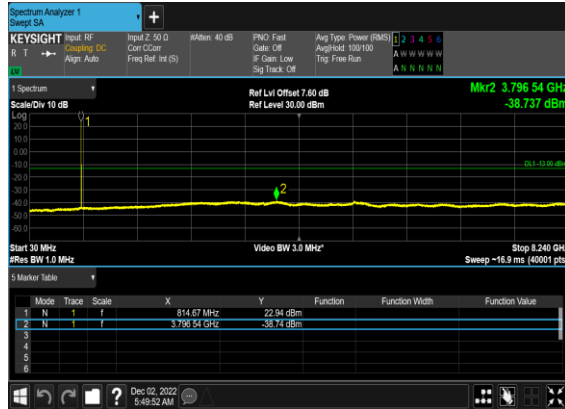 Spectrum Analyzer 1
Swept SA
+
KEYSIGHT Input: RF Input Z: 50 Ω #Atten: 40 dB PNO: Fast Avg Type: Power (RMS) 1 2 3 4 5 6
R T Coupling: DC Corr CCorr Gate: Off Avg|Hold: 100/100 A W W W W W
Align: Auto Freq Ref: Int (S) IF Gain: Low Trig: Free Run
Sig Track: Off A N N N N N
1 Spectrum Ref Lvl Offset 7.60 dB Mkr2 3.796 54 GHz
Scale/Div 10 dB Ref Level 30.00 dBm -38.737 dBm
Log
20.0
10.0
0.00
-10.0
-20.0
-30.0
-40.0
-50.0
-60.0
1
DL1 -13.00 dBm
2
Start 30 MHz Video BW 3.0 MHz* Stop 8.240 GHz
#Res BW 1.0 MHz Sweep ~16.9 ms (40001 pts)
5 Marker Table
Mode Trace Scale X Y Function Function Width Function Value
1 N 1 f 814.67 MHz 22.94 dBm
2 N 1 f 3.796 54 GHz -38.74 dBm
3
4
5
6
? Dec 02, 2022
5:49:52 AM